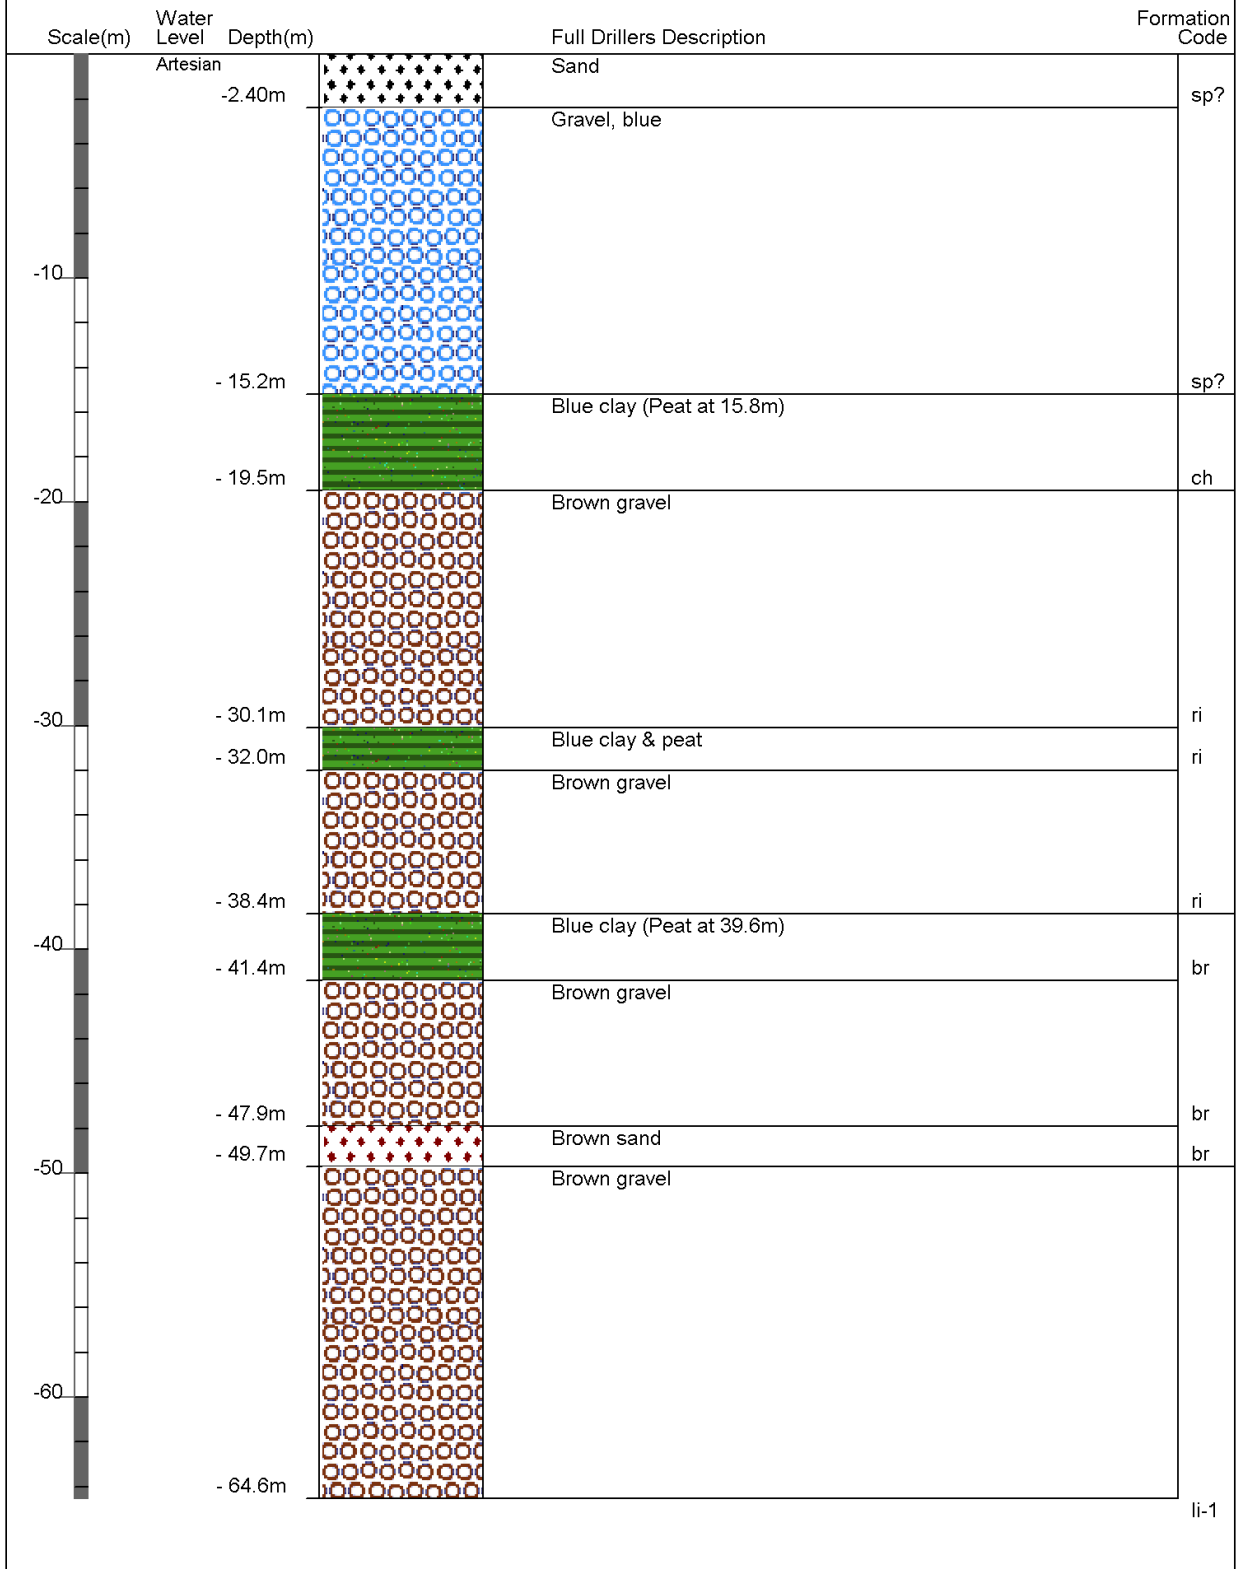 Scale(m) Water Level Depth(m) Full Drillers Description Formation Code
Artesian Sand
-2.40m sp?
Gravel, blue
-10
- 15.2m sp?
Blue clay (Peat at 15.8m)
- 19.5m ch
-20 Brown gravel
- 30.1m ri
-30
Blue clay & peat
- 32.0m ri
Brown gravel
- 38.4m ri
Blue clay (Peat at 39.6m)
-40
- 41.4m br
Brown gravel
- 47.9m br
Brown sand
- 49.7m br
-50
Brown gravel
-60
- 64.6m
li-1